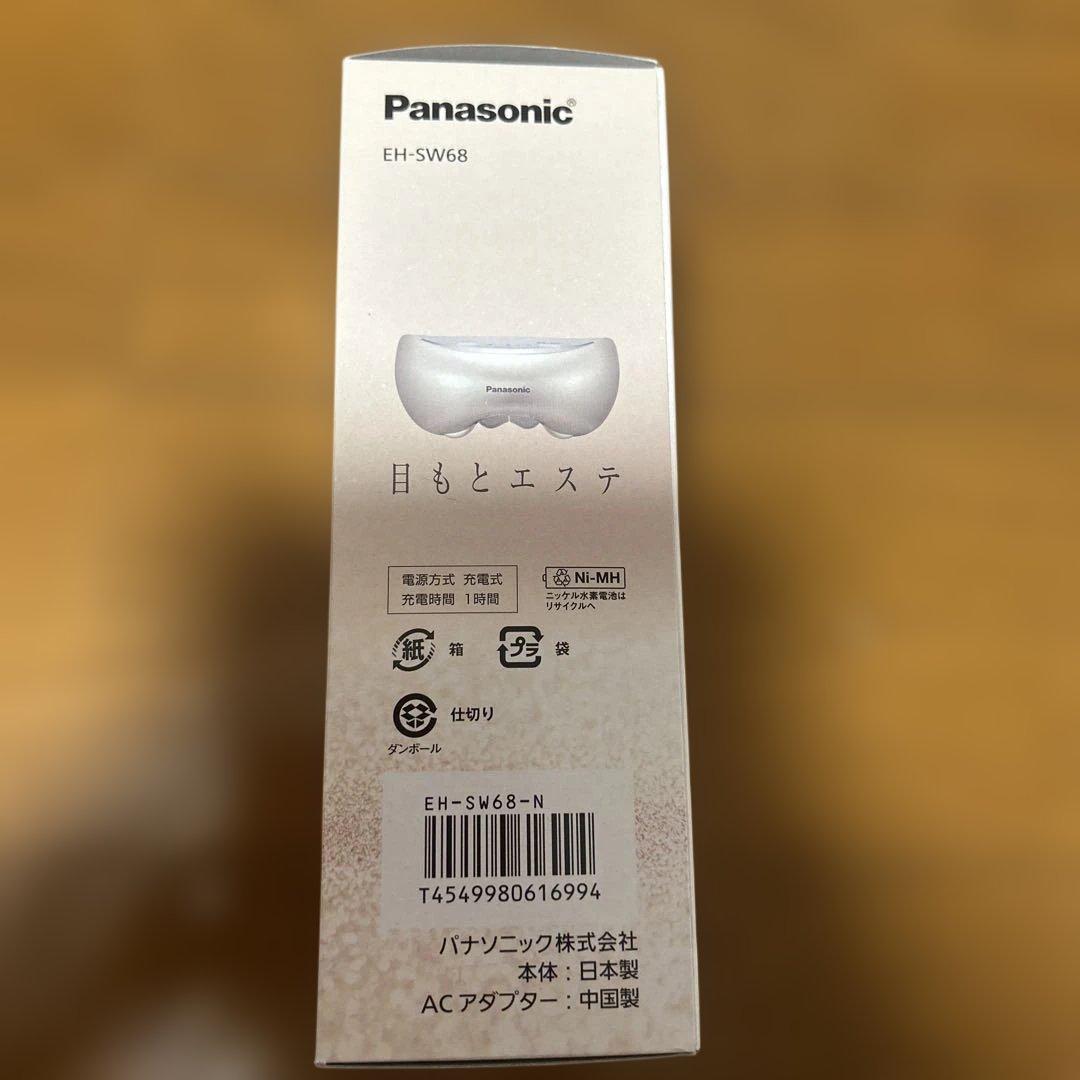 Panasonic®
EH-SW68
Panasonic
目もとエステ
電源方式 充電式
充電時間 1時間
Ni-MH
ニッケル水素電池は
リサイクルへ
紙 箱
プラ 袋
仕切り
ダンボール
EH-SW68-N
T4549980616994
パナソニック株式会社
本体:日本製
ACアダプター:中国製